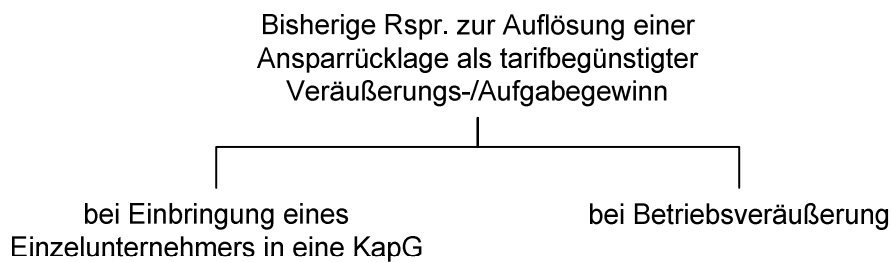 Bisherige Rspr. zur Auflösung einer
Ansparrücklage als tarifbegünstigter
Veräußerungs-/Aufgabegewinn
bei Einbringung eines
Einzelunternehmers in eine KapG
bei Betriebsveräußerung